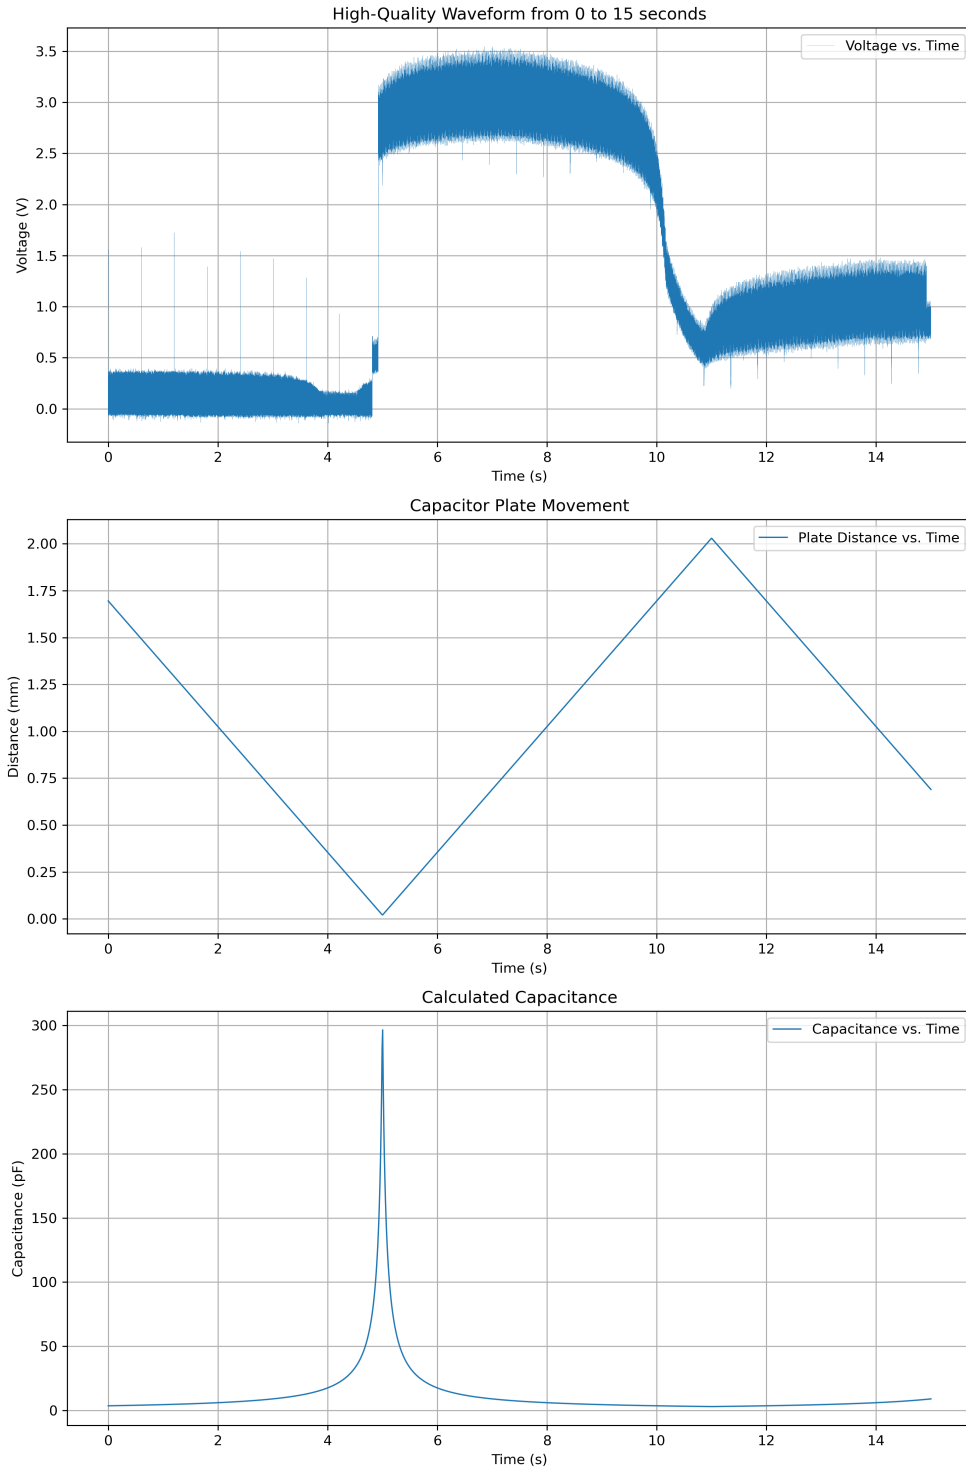 High-Quality Waveform from 0 to 15 seconds
Voltage vs. Time
3.5
3.0
2.5
2.0
1.5
1.0
0.5
0.0
Voltage (V)
0 2 4 6 8 10 12 14
Time (s)
Capacitor Plate Movement
Plate Distance vs. Time
2.00
1.75
1.50
1.25
1.00
0.75
0.50
0.25
0.00
Distance (mm)
0 2 4 6 8 10 12 14
Time (s)
Calculated Capacitance
Capacitance vs. Time
300
250
200
150
100
50
0
Capacitance (pF)
0 2 4 6 8 10 12 14
Time (s)